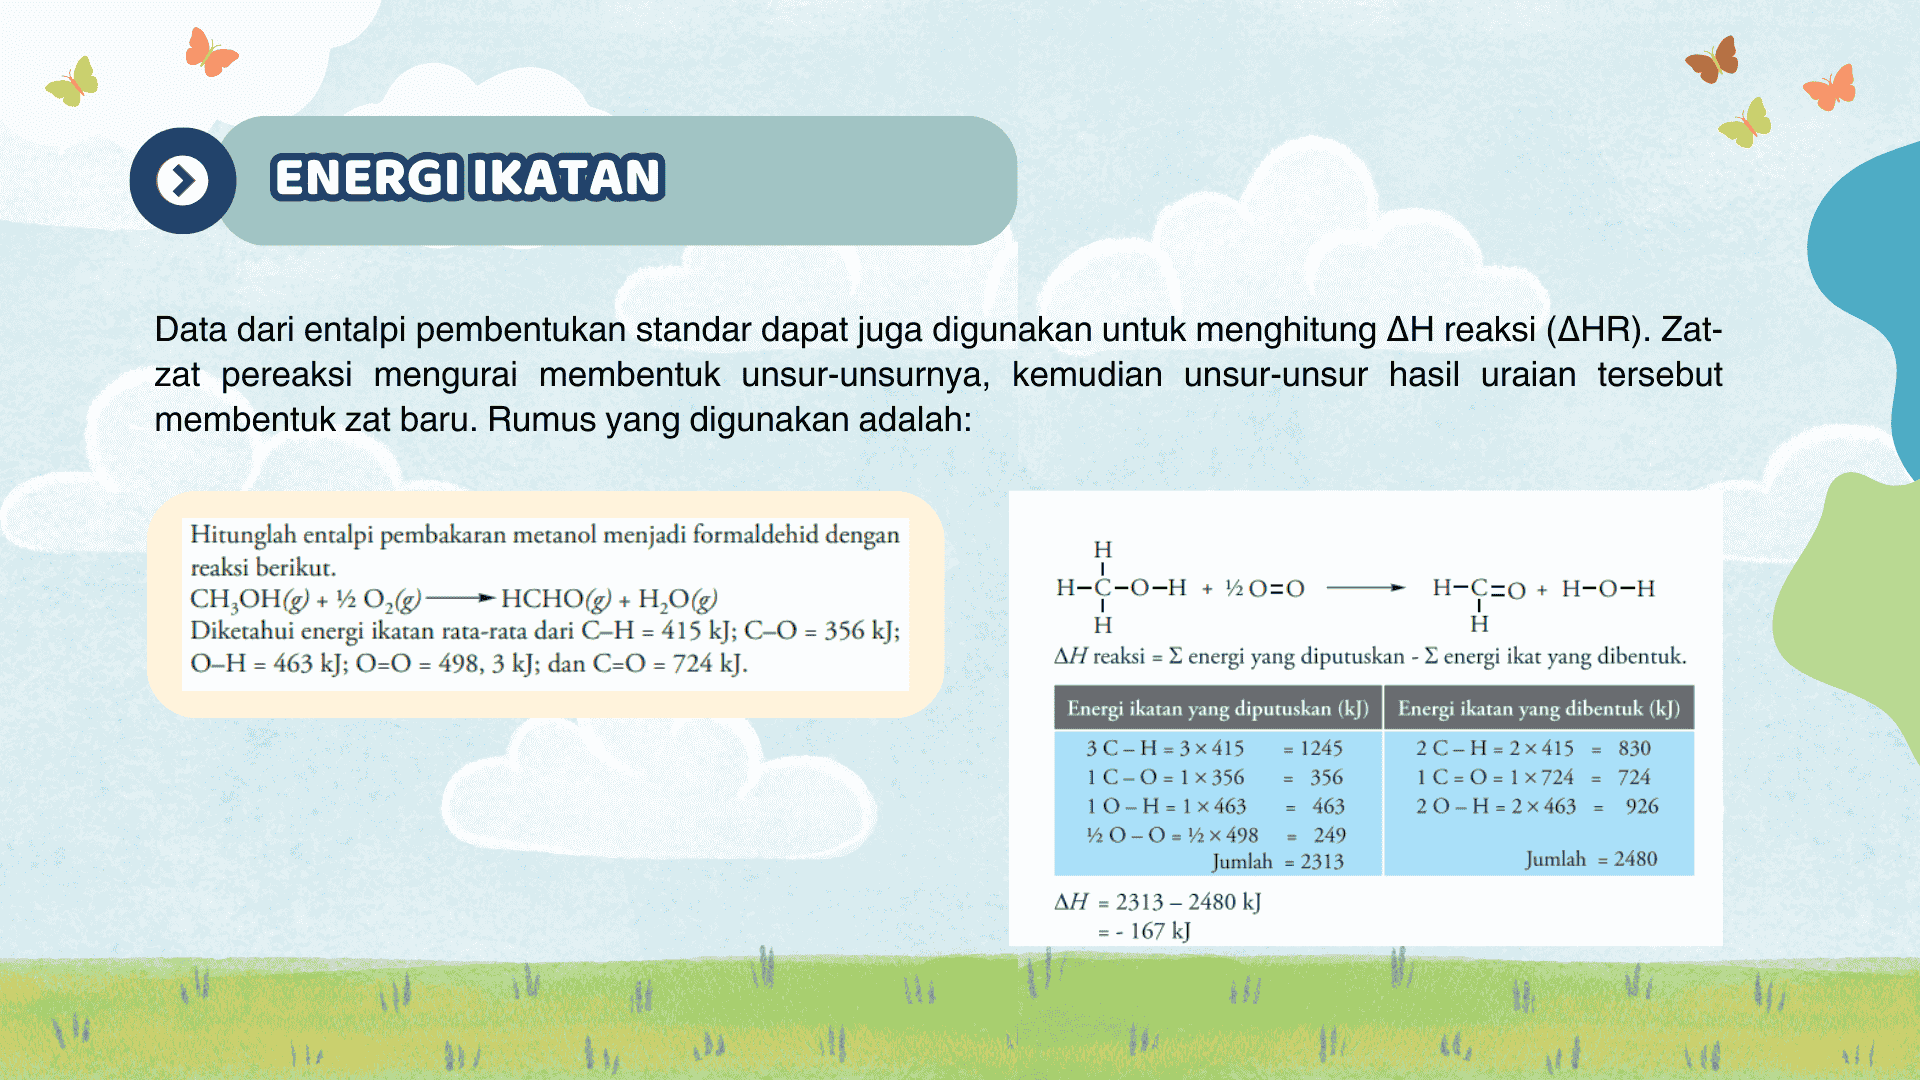 ENERGI IKATAN
Data dari entalpi pembentukan standar dapat juga digunakan untuk menghitung ΔH reaksi (ΔHR). Zat-
zat pereaksi mengurai membentuk unsur-unsurnya, kemudian unsur-unsur hasil uraian tersebut
membentuk zat baru. Rumus yang digunakan adalah:
Hitunglah entalpi pembakaran metanol menjadi formaldehid dengan
reaksi berikut.
CH₃OH(g) + ½ O₂(g) ⟶ HCHO(g) + H₂O(g)
Diketahui energi ikatan rata-rata dari C–H = 415 kJ; C–O = 356 kJ;
O–H = 463 kJ; O=O = 498, 3 kJ; dan C=O = 724 kJ.
H
H–C–O–H + ½ O=O ⟶ H–C=O + H–O–H
H H
ΔH reaksi = Σ energi yang diputuskan - Σ energi ikat yang dibentuk.
Energi ikatan yang diputuskan (kJ) Energi ikatan yang dibentuk (kJ)
3 C – H = 3 × 415 = 1245 2 C – H = 2 × 415 = 830
1 C – O = 1 × 356 = 356 1 C = O = 1 × 724 = 724
1 O – H = 1 × 463 = 463 2 O – H = 2 × 463 = 926
½ O – O = ½ × 498 = 249
Jumlah = 2313 Jumlah = 2480
ΔH = 2313 – 2480 kJ
= - 167 kJ